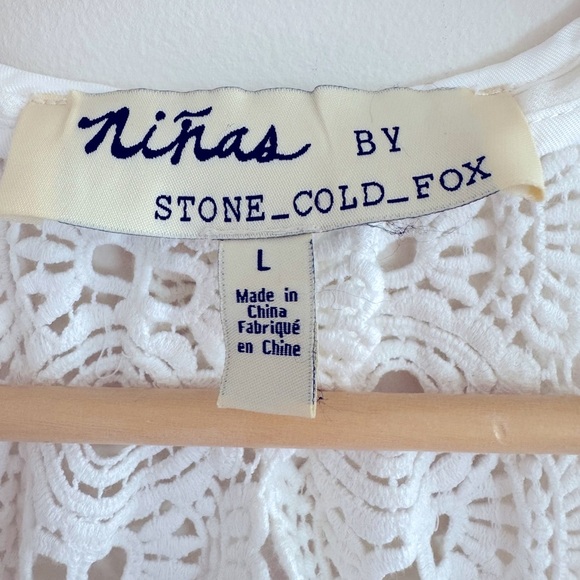 niñas BY
STONE_COLD_FOX
L
Made in
China
Fabriqué
en Chine